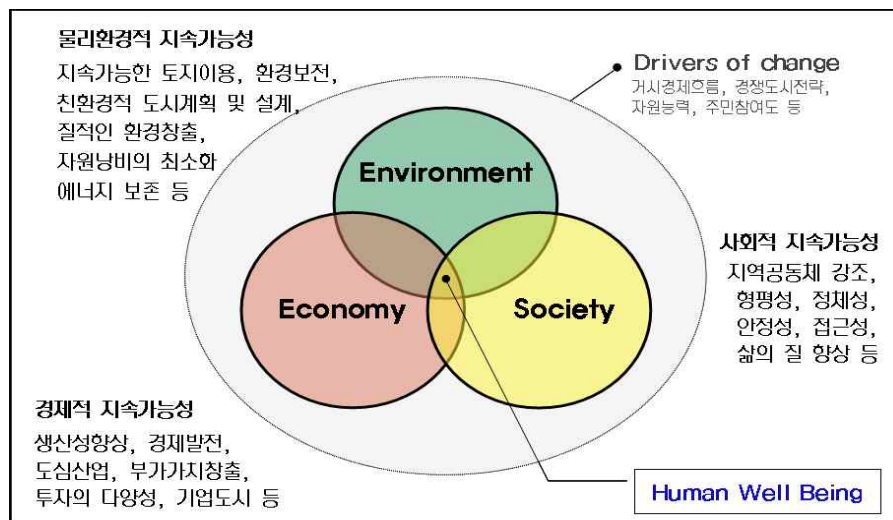 물리환경적 지속가능성
지속가능한 토지이용, 환경보전,
친환경적 도시계획 및 설계,
질적인 환경창출,
자원낭비의 최소화
에너지 보존 등
Drivers of change
거시경제흐름, 경쟁도시전략,
자원능력, 주민참여도 등
Environment
Economy
Society
사회적 지속가능성
지역공동체 강조,
형평성, 정체성,
안정성, 접근성,
삶의 질 향상 등
경제적 지속가능성
생산성향상, 경제발전,
도심산업, 부가가치창출,
투자의 다양성, 기업도시 등
Human Well Being